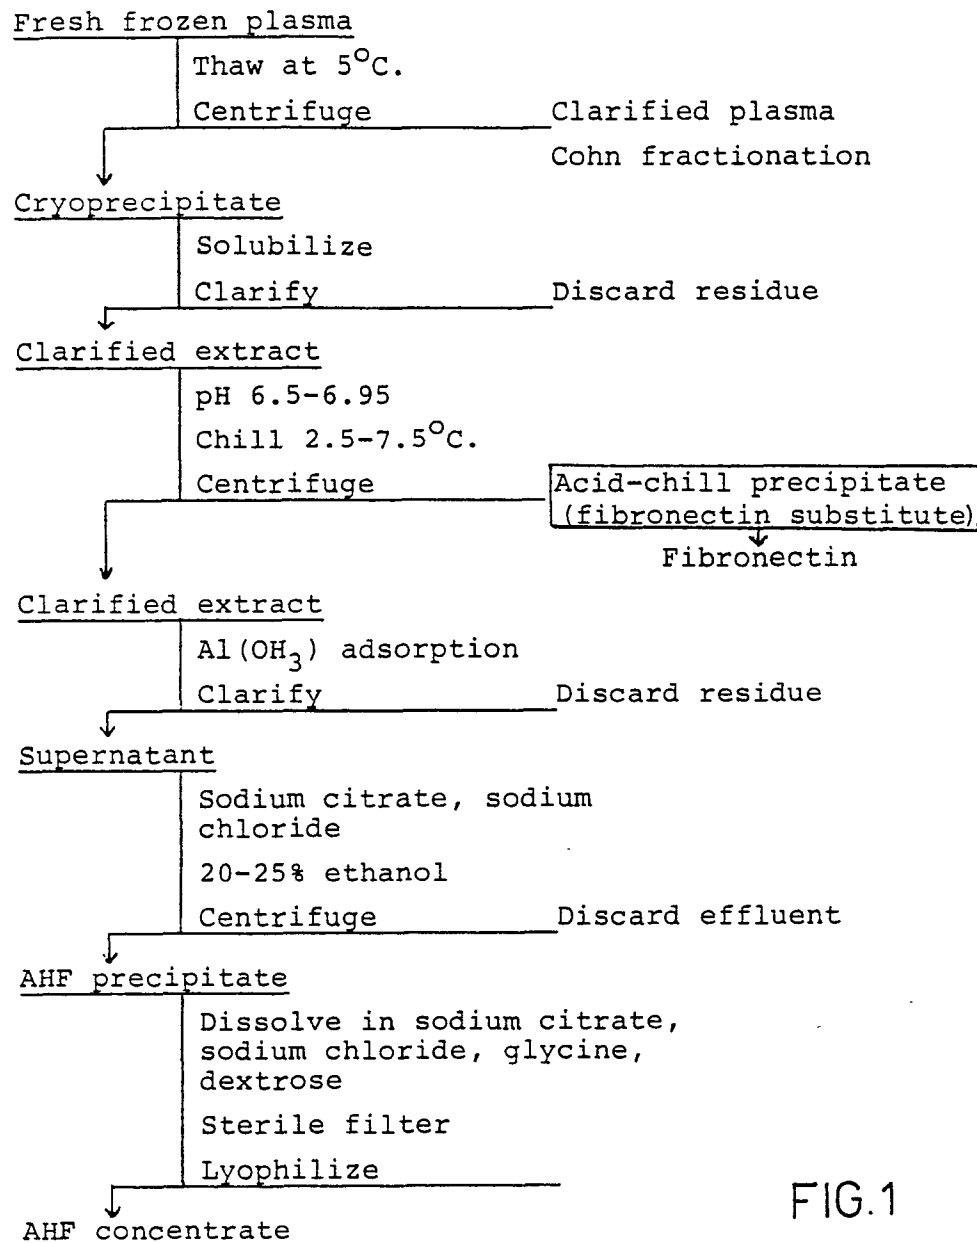 Fresh frozen plasma
Thaw at 5°C.
Centrifuge
Clarified plasma
Cohn fractionation
Cryoprecipitate
Solubilize
Clarify
Discard residue
Clarified extract
pH 6.5-6.95
Chill 2.5-7.5°C.
Centrifuge
Acid-chill precipitate
(fibronectin substitute)
Fibronectin
Clarified extract
Al(OH₃) adsorption
Clarify
Discard residue
Supernatant
Sodium citrate, sodium
chloride
20-25% ethanol
Centrifuge
Discard effluent
AHF precipitate
Dissolve in sodium citrate,
sodium chloride, glycine,
dextrose
Sterile filter
Lyophilize
AHF concentrate
FIG.1